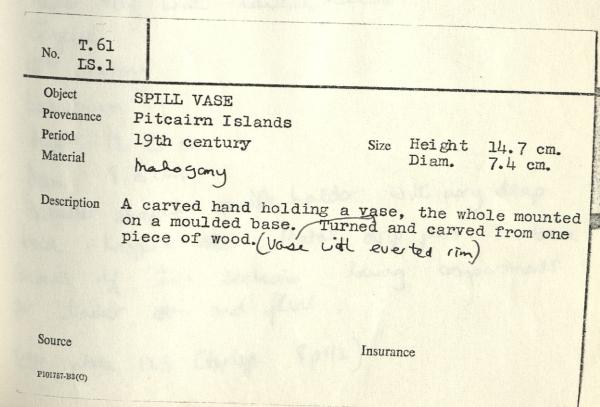 No. T.61
LS.1
Object SPILL VASE
Provenance Pitcairn Islands
Period 19th century Size Height 14.7 cm.
Diam. 7.4 cm.
Material Mahogany
Description A carved hand holding a vase, the whole mounted
on a moulded base. Turned and carved from one
piece of wood. (Vase with everted rim)
Source Insurance
P101757-B2(C)